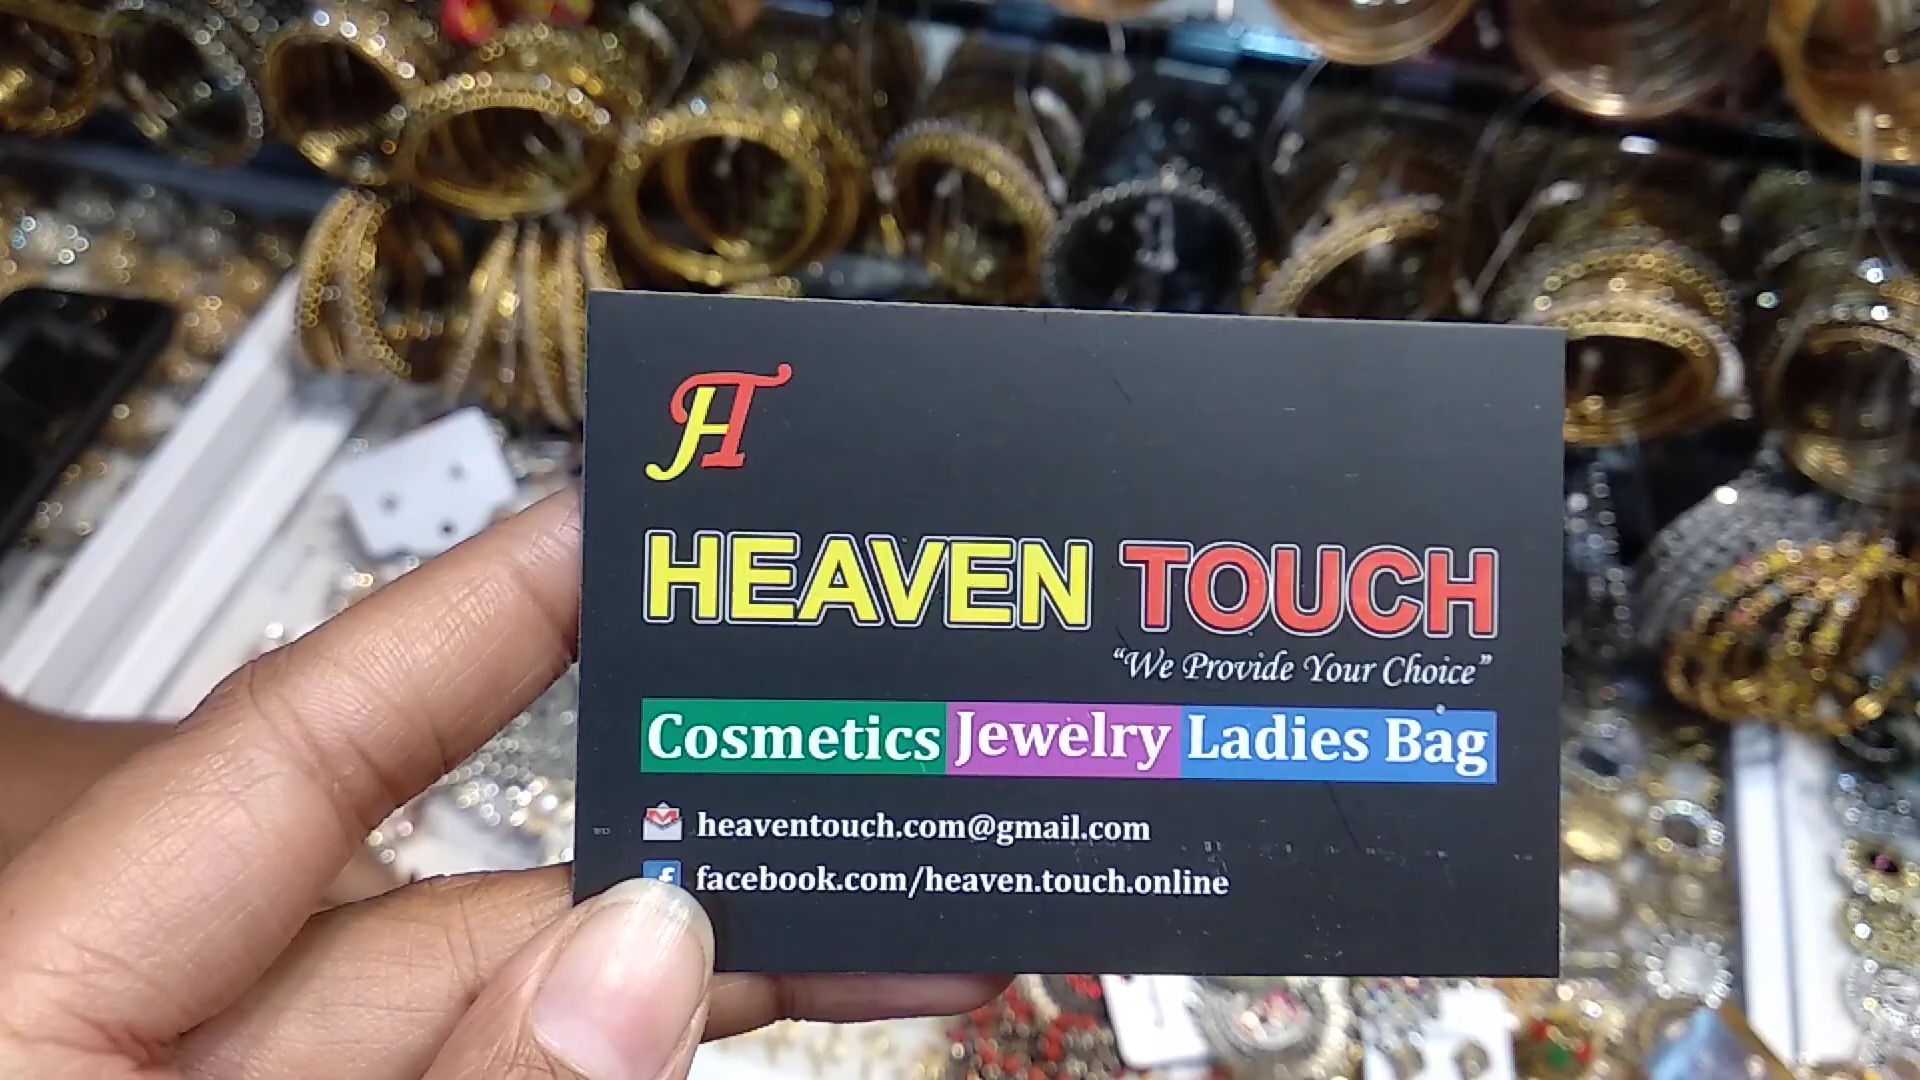 HT
HEAVEN TOUCH
“We Provide Your Choice”
Cosmetics Jewelry Ladies Bag
heaventouch.com@gmail.com
facebook.com/heaven.touch.online